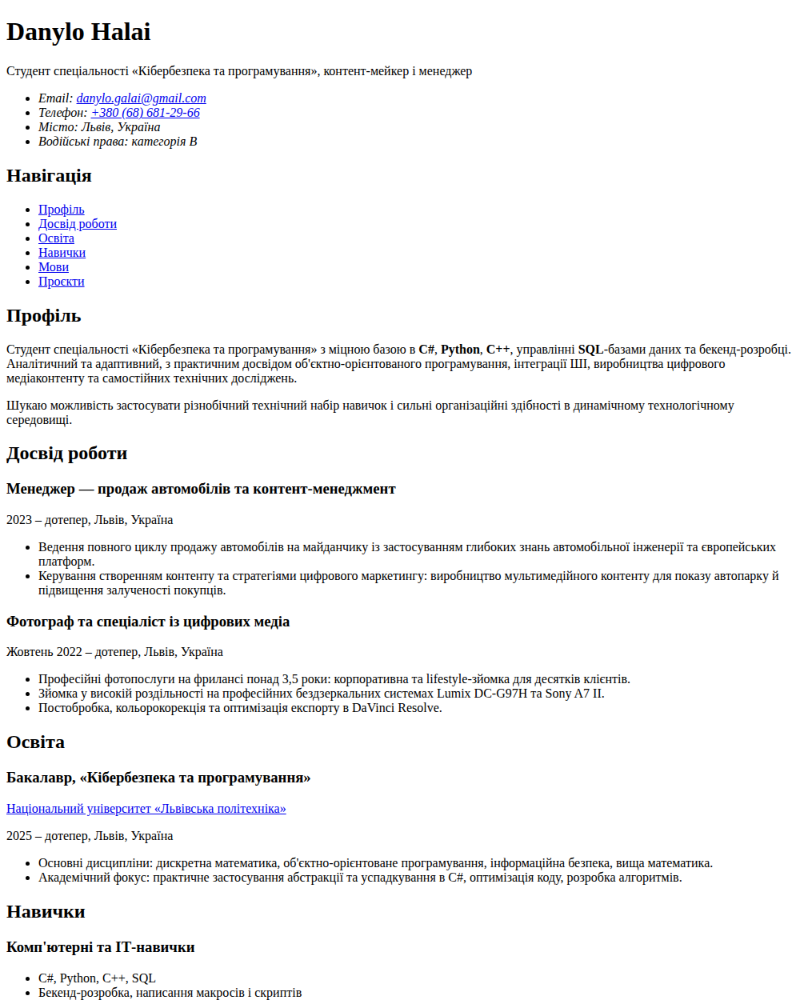 Danylo Halai
Студент спеціальності «Кібербезпека та програмування», контент-мейкер і менеджер
Email: danylo.galai@gmail.com
Телефон: +380 (68) 681-29-66
Місто: Львів, Україна
Водійські права: категорія B
Навігація
Профіль
Досвід роботи
Освіта
Навички
Мови
Проєкти
Профіль
Студент спеціальності «Кібербезпека та програмування» з міцною базою в C#, Python, C++, управлінні SQL-базами даних та бекенд-розробці.
Аналітичний та адаптивний, з практичним досвідом об'єктно-орієнтованого програмування, інтеграції ШІ, виробництва цифрового
медіаконтенту та самостійних технічних досліджень.
Шукаю можливість застосувати різнобічний технічний набір навичок і сильні організаційні здібності в динамічному технологічному
середовищі.
Досвід роботи
Менеджер — продаж автомобілів та контент-менеджмент
2023 – дотепер, Львів, Україна
Ведення повного циклу продажу автомобілів на майданчику із застосуванням глибоких знань автомобільної інженерії та європейських
платформ.
Керування створенням контенту та стратегіями цифрового маркетингу: виробництво мультимедійного контенту для показу автопарку й
підвищення залученості покупців.
Фотограф та спеціаліст із цифрових медіа
Жовтень 2022 – дотепер, Львів, Україна
Професійні фотопослуги на фрилансі понад 3,5 роки: корпоративна та lifestyle-зйомка для десятків клієнтів.
Зйомка у високій роздільності на професійних бездзеркальних системах Lumix DC-G97H та Sony A7 II.
Постобробка, кольорокорекція та оптимізація експорту в DaVinci Resolve.
Освіта
Бакалавр, «Кібербезпека та програмування»
Національний університет «Львівська політехніка»
2025 – дотепер, Львів, Україна
Основні дисципліни: дискретна математика, об'єктно-орієнтоване програмування, інформаційна безпека, вища математика.
Академічний фокус: практичне застосування абстракції та успадкування в C#, оптимізація коду, розробка алгоритмів.
Навички
Комп'ютерні та ІТ-навички
C#, Python, C++, SQL
Бекенд-розробка, написання макросів і скриптів